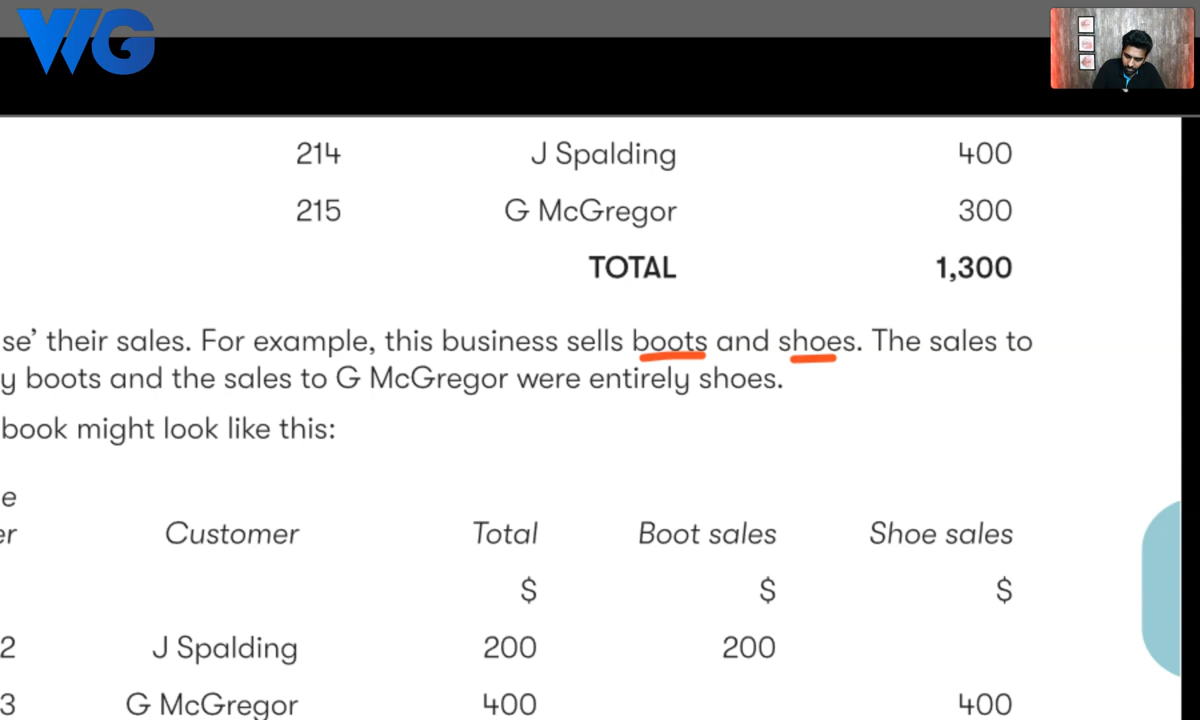 WG
214 J Spalding 400
215 G McGregor 300
TOTAL 1,300
se’ their sales. For example, this business sells boots and shoes. The sales to
y boots and the sales to G McGregor were entirely shoes.
book might look like this:
e
er Customer Total Boot sales Shoe sales
$ $ $
2 J Spalding 200 200
3 G McGregor 400 400